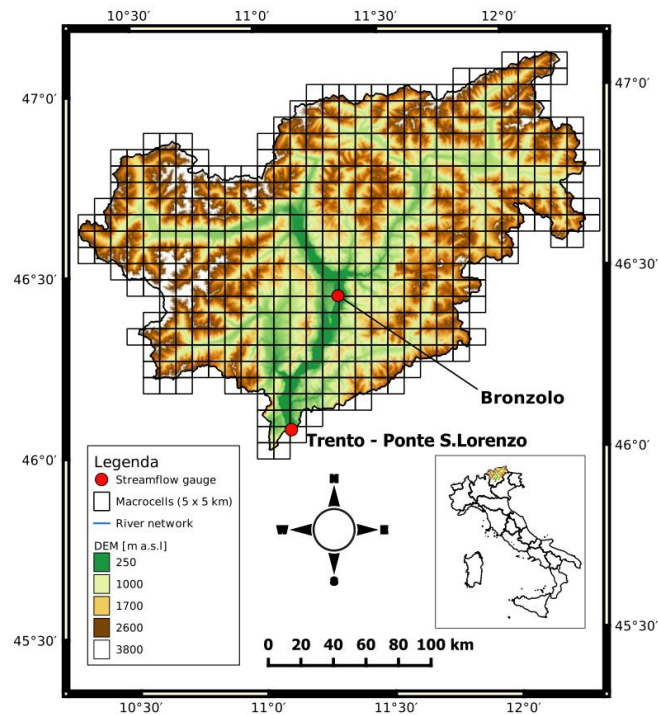 10°30' 11°0' 11°30' 12°0'
47°0' 47°0'
46°30' 46°30'
Bronzolo
Trento - Ponte S.Lorenzo
46°0' 46°0'
Legenda
Streamflow gauge
Macrocells (5 x 5 km)
River network
DEM [m a.s.l]
250
1000
1700
2600
3800
N
W E
S
45°30' 45°30'
0 20 40 60 80 100 km
10°30' 11°0' 11°30' 12°0'